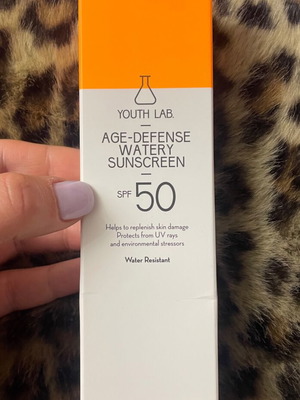 YOUTH LAB.
AGE-DEFENSE
WATERY
SUNSCREEN
SPF 50
Helps to replenish skin damage
Protects from UV rays
and environmental stressors
Water Resistant